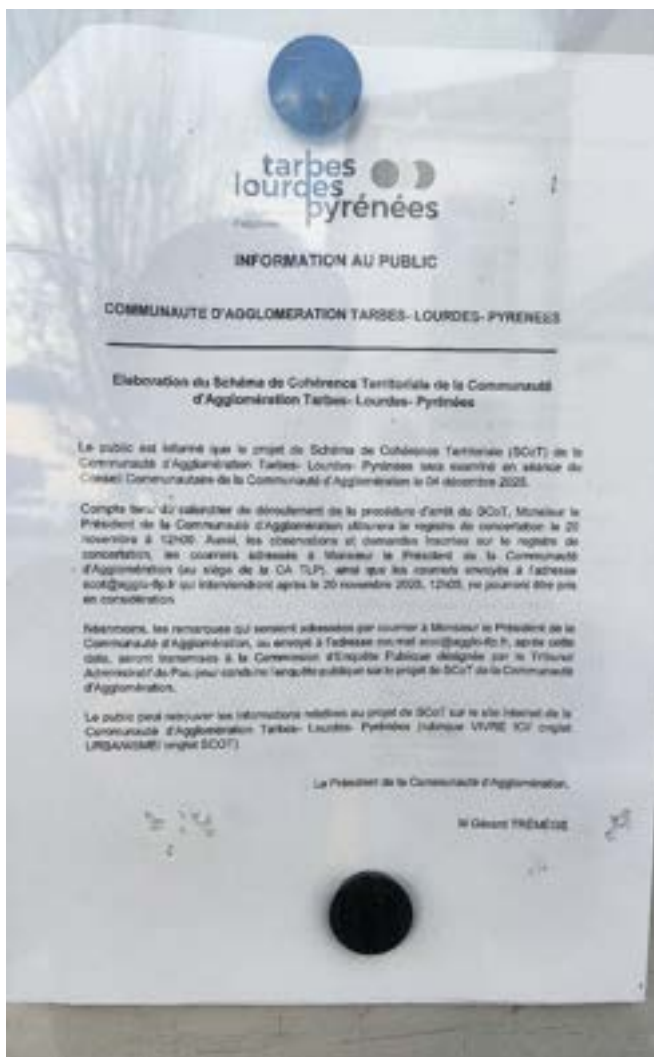 tarbes
lourdes
pyrénées
INFORMATION AU PUBLIC
COMMUNAUTE D'AGGLOMERATION TARBES- LOURDES- PYRENEES
Elaboration du Schéma de Cohérence Territoriale de la Communauté
d'Agglomération Tarbes- Lourdes- Pyrénées
Le public est informé que le projet de Schéma de Cohérence Territoriale (SCoT) de la
Communauté d'Agglomération Tarbes- Lourdes- Pyrénées sera examiné en séance du
Conseil Communautaire de la Communauté d'Agglomération le 04 décembre 2025.
Compte tenu du calendrier de déroulement de la procédure d'arrêt du SCoT, Monsieur le
Président de la Communauté d'Agglomération clôturera le registre de concertation le 20
novembre à 12h00. Aussi, les observations et demandes inscrites sur le registre de
concertation, les courriers adressés à Monsieur le Président de la Communauté
d'Agglomération (au siège de la CA TLP), ainsi que les courriels envoyés à l'adresse
scot@agglo-tlp.fr qui interviendront après le 20 novembre 2025, 12h00, ne pourront être pris
en considération.
Néanmoins, les remarques qui seraient adressées par courrier à Monsieur le Président de la
Communauté d'Agglomération, ou envoyé à l'adresse scot@agglo-tlp.fr, après cette
date, seront transmises à la Commission d'Enquête Publique désignée par le Tribunal
Administratif de Pau pour conduire l'enquête publique sur le projet de SCoT de la Communauté
d'Agglomération.
Le public peut retrouver les informations relatives au projet de SCoT sur le site internet de la
Communauté d'Agglomération Tarbes- Lourdes- Pyrénées (rubrique VIVRE ICI/ onglet
URBANISME/ onglet SCOT)
Le Président de la Communauté d'Agglomération,
M Gérard TRÉMÈGE